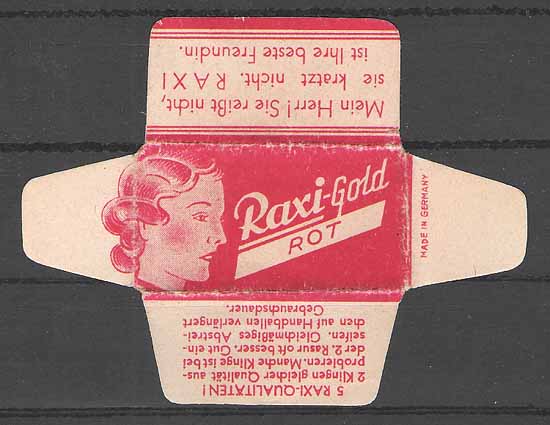 Mein Herr! Sie reißt nicht,
sie kratzt nicht. RAXI
ist Ihre beste Freundin.
Raxi-Gold
ROT
MADE IN GERMANY
5 RAXI-QUALITÄTEN!
2 Klingen gleicher Qualität aus-
probieren. Manche Klinge ist bei
der 2. Rasur oft besser. Gut ein-
seifen. Gleichmäßiges Abstrei-
chen auf Handballen verlängert
Gebrauchsdauer.